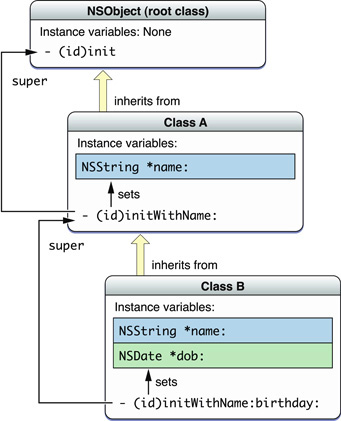 NSObject (root class)
Instance variables: None
- (id)init
super
inherits from
Class A
Instance variables:
NSString *name:
sets
- (id)initWithName:
super
inherits from
Class B
Instance variables:
NSString *name:
NSDate *dob:
sets
- (id)initWithName:birthday: